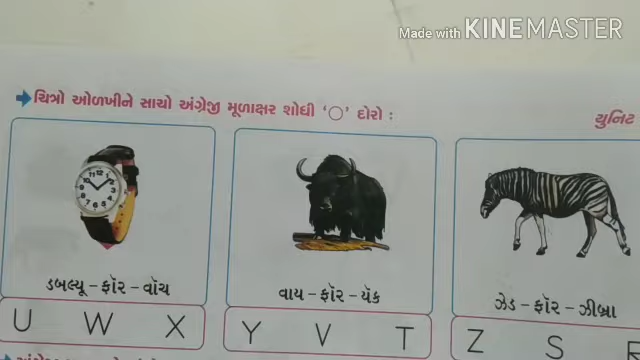 Made with KINEMASTER
ચિત્રો ઓળખીને સાચો અંગ્રેજી મૂળાક્ષર શોધી ‘○’ દોરો :
યુનિટ
ડબલ્યૂ – ફૉર – વૉચ
વાય – ફૉર – યૅક
ઝેડ – ફૉર – ઝીબ્રા
U W X
Y V T
Z S